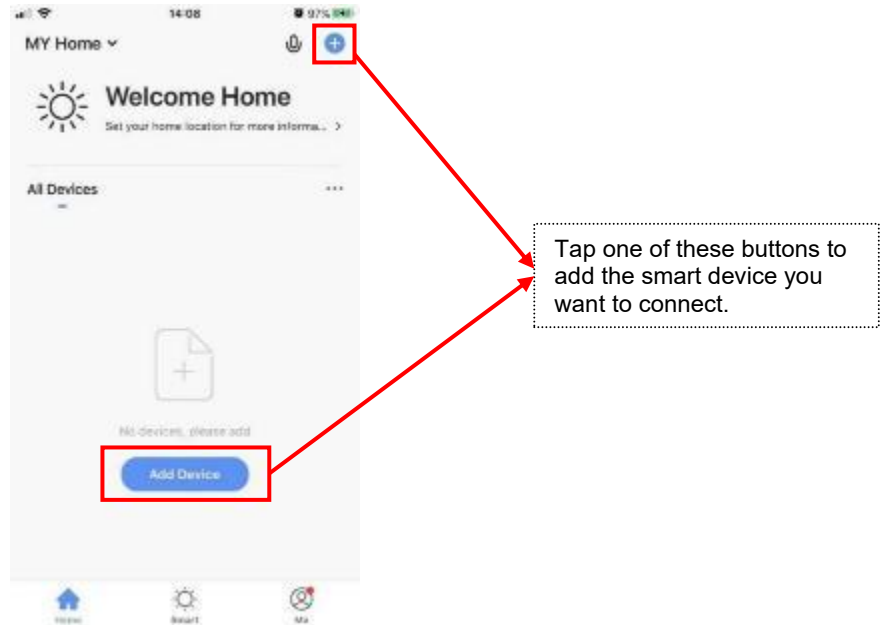 14:08
97%
MY Home
Welcome Home
Set your home location for more informa...
All Devices
Tap one of these buttons to
add the smart device you
want to connect.
No devices, please add
Add Device
Home
Smart
Me